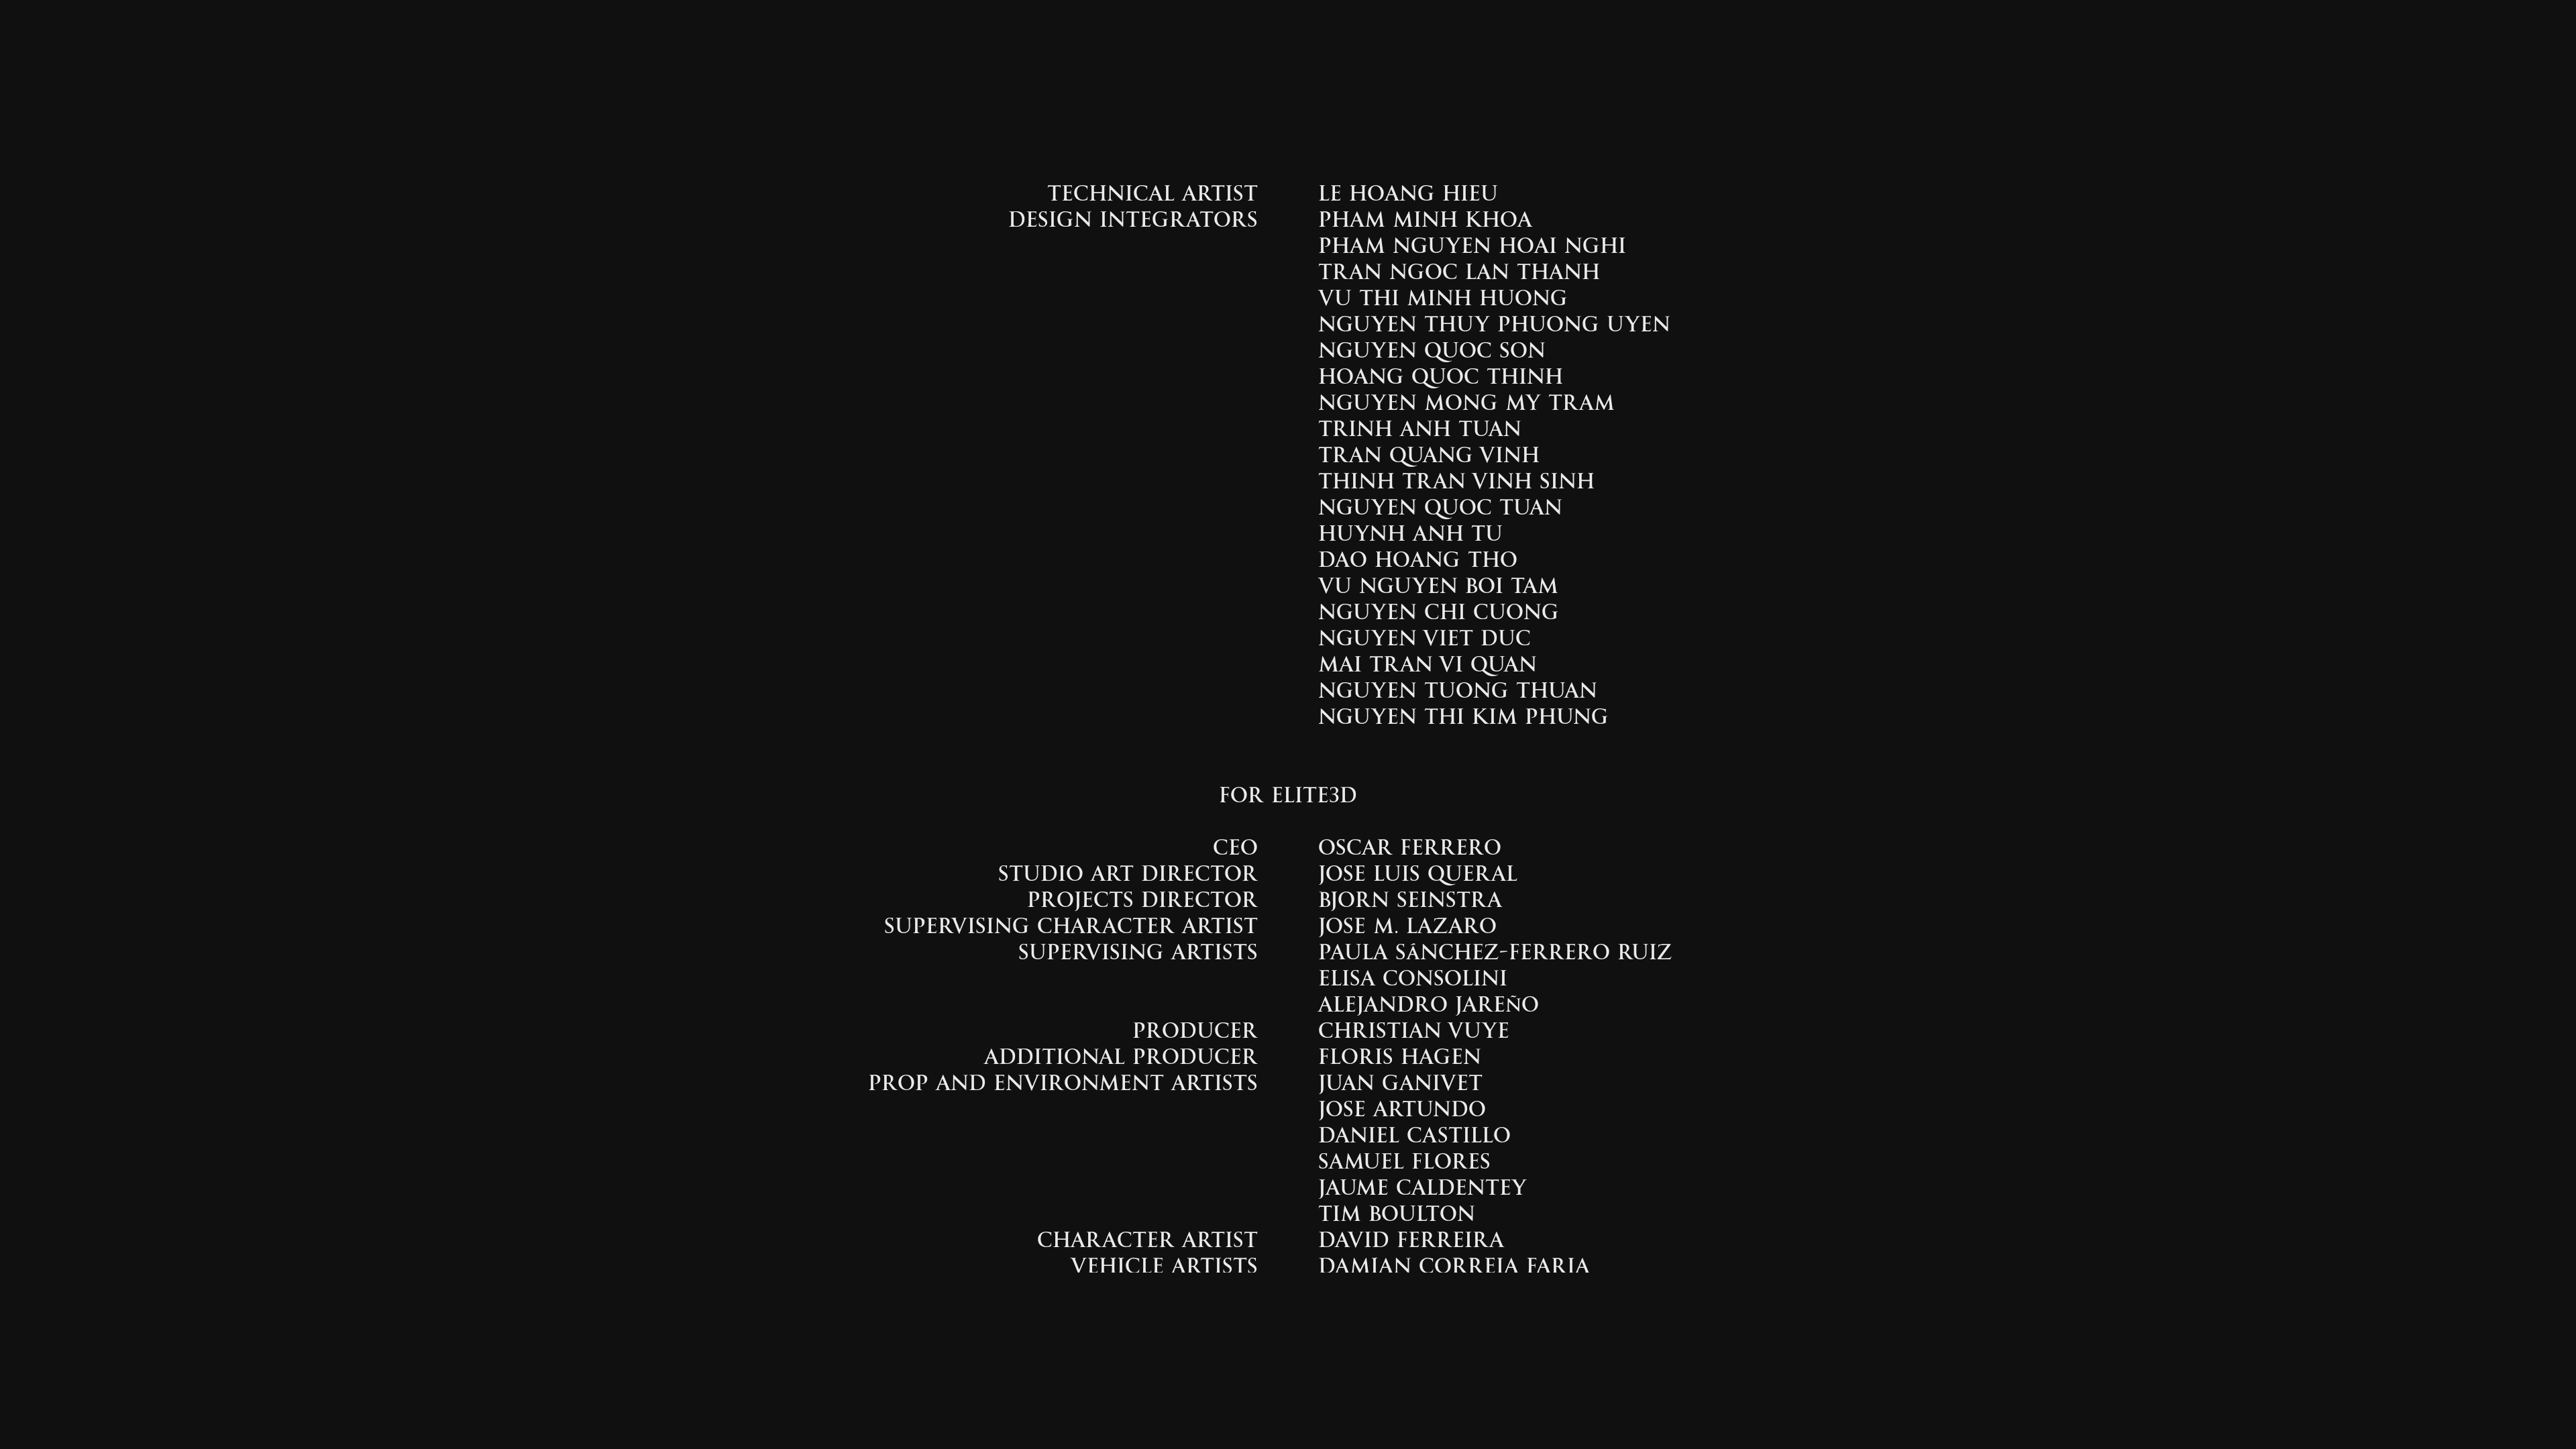 TECHNICAL ARTIST LE HOANG HIEU
DESIGN INTEGRATORS PHAM MINH KHOA
PHAM NGUYEN HOAI NGHI
TRAN NGOC LAN THANH
VU THI MINH HUONG
NGUYEN THUY PHUONG UYEN
NGUYEN QUOC SON
HOANG QUOC THINH
NGUYEN MONG MY TRAM
TRINH ANH TUAN
TRAN QUANG VINH
THINH TRAN VINH SINH
NGUYEN QUOC TUAN
HUYNH ANH TU
DAO HOANG THO
VU NGUYEN BOI TAM
NGUYEN CHI CUONG
NGUYEN VIET DUC
MAI TRAN VI QUAN
NGUYEN TUONG THUAN
NGUYEN THI KIM PHUNG
FOR ELITE3D
CEO OSCAR FERRERO
STUDIO ART DIRECTOR JOSE LUIS QUERAL
PROJECTS DIRECTOR BJORN SEINSTRA
SUPERVISING CHARACTER ARTIST JOSE M. LAZARO
SUPERVISING ARTISTS PAULA SÁNCHEZ-FERRERO RUIZ
ELISA CONSOLINI
ALEJANDRO JAREÑO
PRODUCER CHRISTIAN VUYE
ADDITIONAL PRODUCER FLORIS HAGEN
PROP AND ENVIRONMENT ARTISTS JUAN GANIVET
JOSE ARTUNDO
DANIEL CASTILLO
SAMUEL FLORES
JAUME CALDENTEY
TIM BOULTON
CHARACTER ARTIST DAVID FERREIRA
VEHICLE ARTISTS DAMIAN CORREIA FARIA